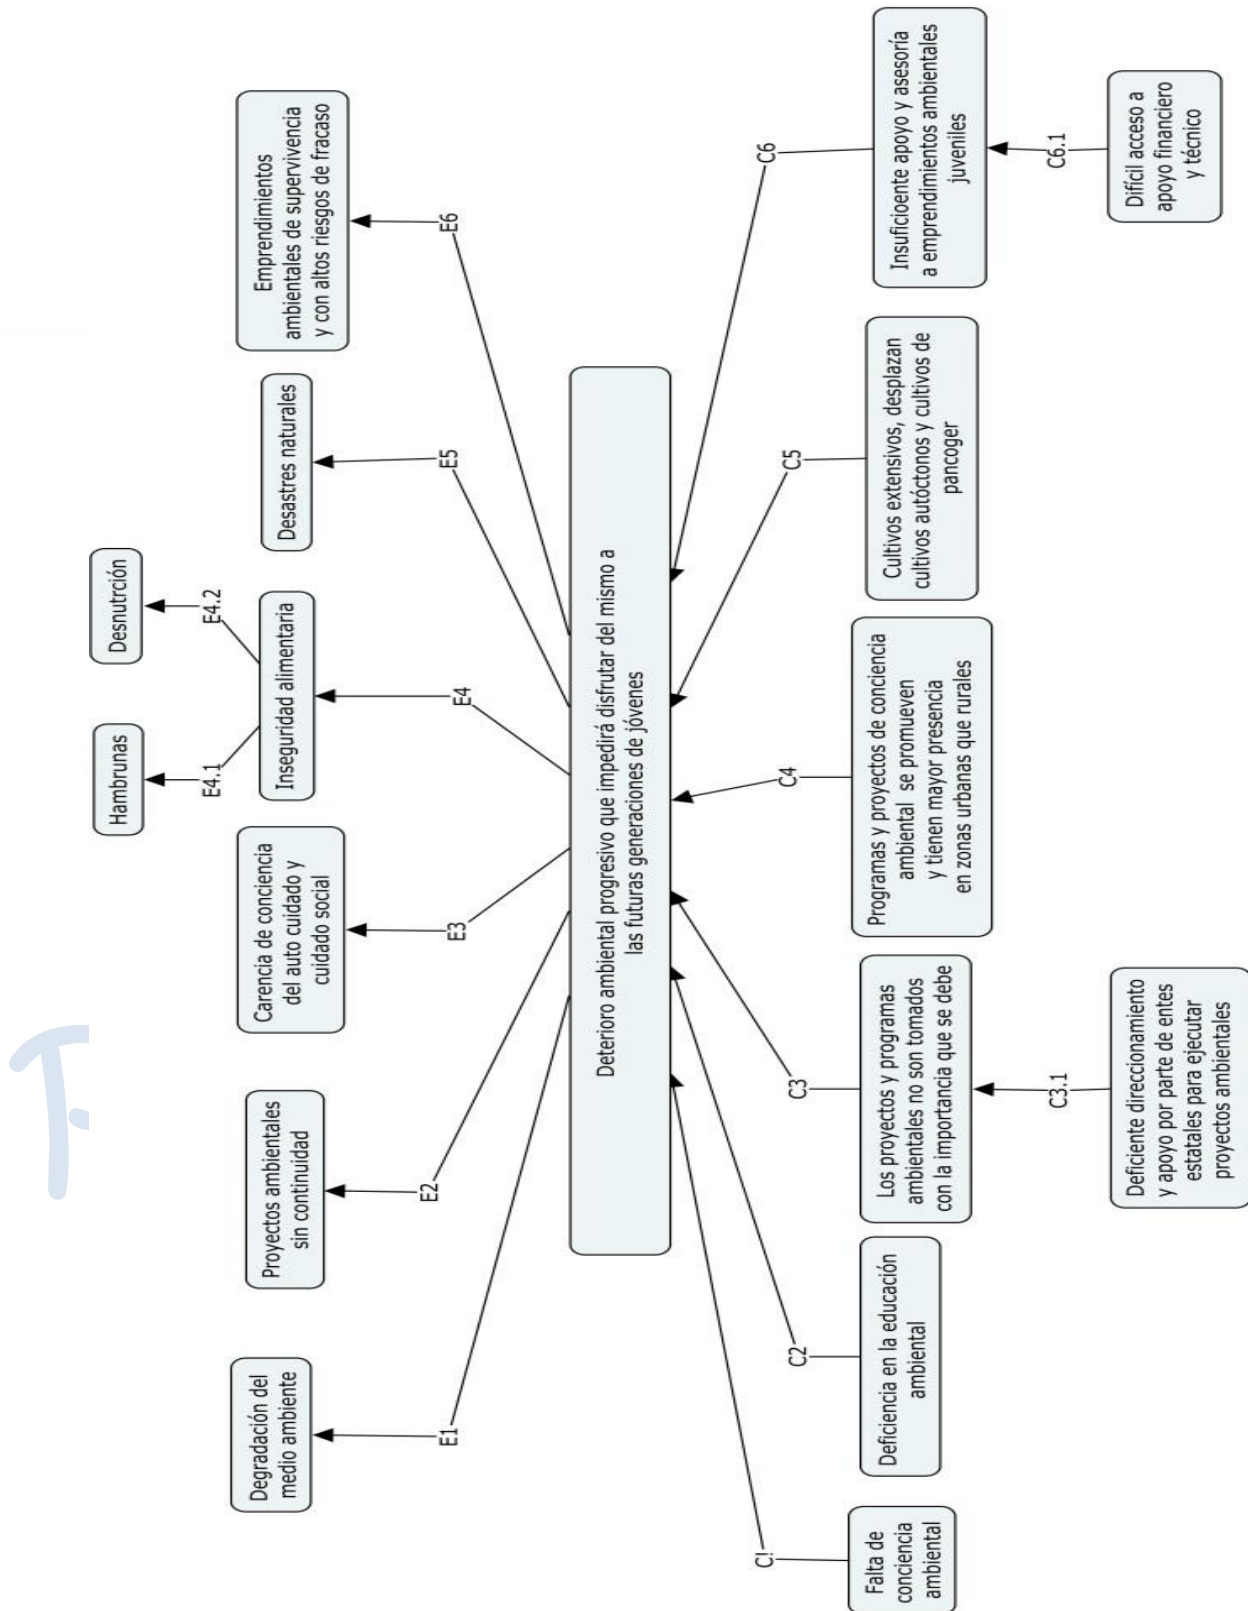 Hambrunas
Desnutrción
E4.1
E4.2
Degradación del
medio ambiente
Proyectos ambientales
sin continuidad
Carencia de conciencia
del auto cuidado y
cuidado social
Inseguridad alimentaria
Desastres naturales
Emprendimientos
ambientales de supervivencia
y con altos riesgos de fracaso
E1
E2
E3
E4
E5
E6
Deterioro ambiental progresivo que impedirá disfrutar del mismo a
las futuras generaciones de jóvenes
C!
C2
C3
C4
C5
C6
Falta de
conciencia
ambiental
Deficiencia en la educación
ambiental
Los proyectos y programas
ambientales no son tomados
con la importancia que se debe
Programas y proyectos de conciencia
ambiental se promueven
y tienen mayor presencia
en zonas urbanas que rurales
Cultivos extensivos, desplazan
cultivos autóctonos y cultivos de
pancoger
Insuficioente apoyo y asesoría
a emprendimientos ambientales
juveniles
C3.1
C6.1
Deficiente direccionamiento
y apoyo por parte de entes
estatales para ejecutar
proyectos ambientales
Difícil acceso a
apoyo financiero
y técnico